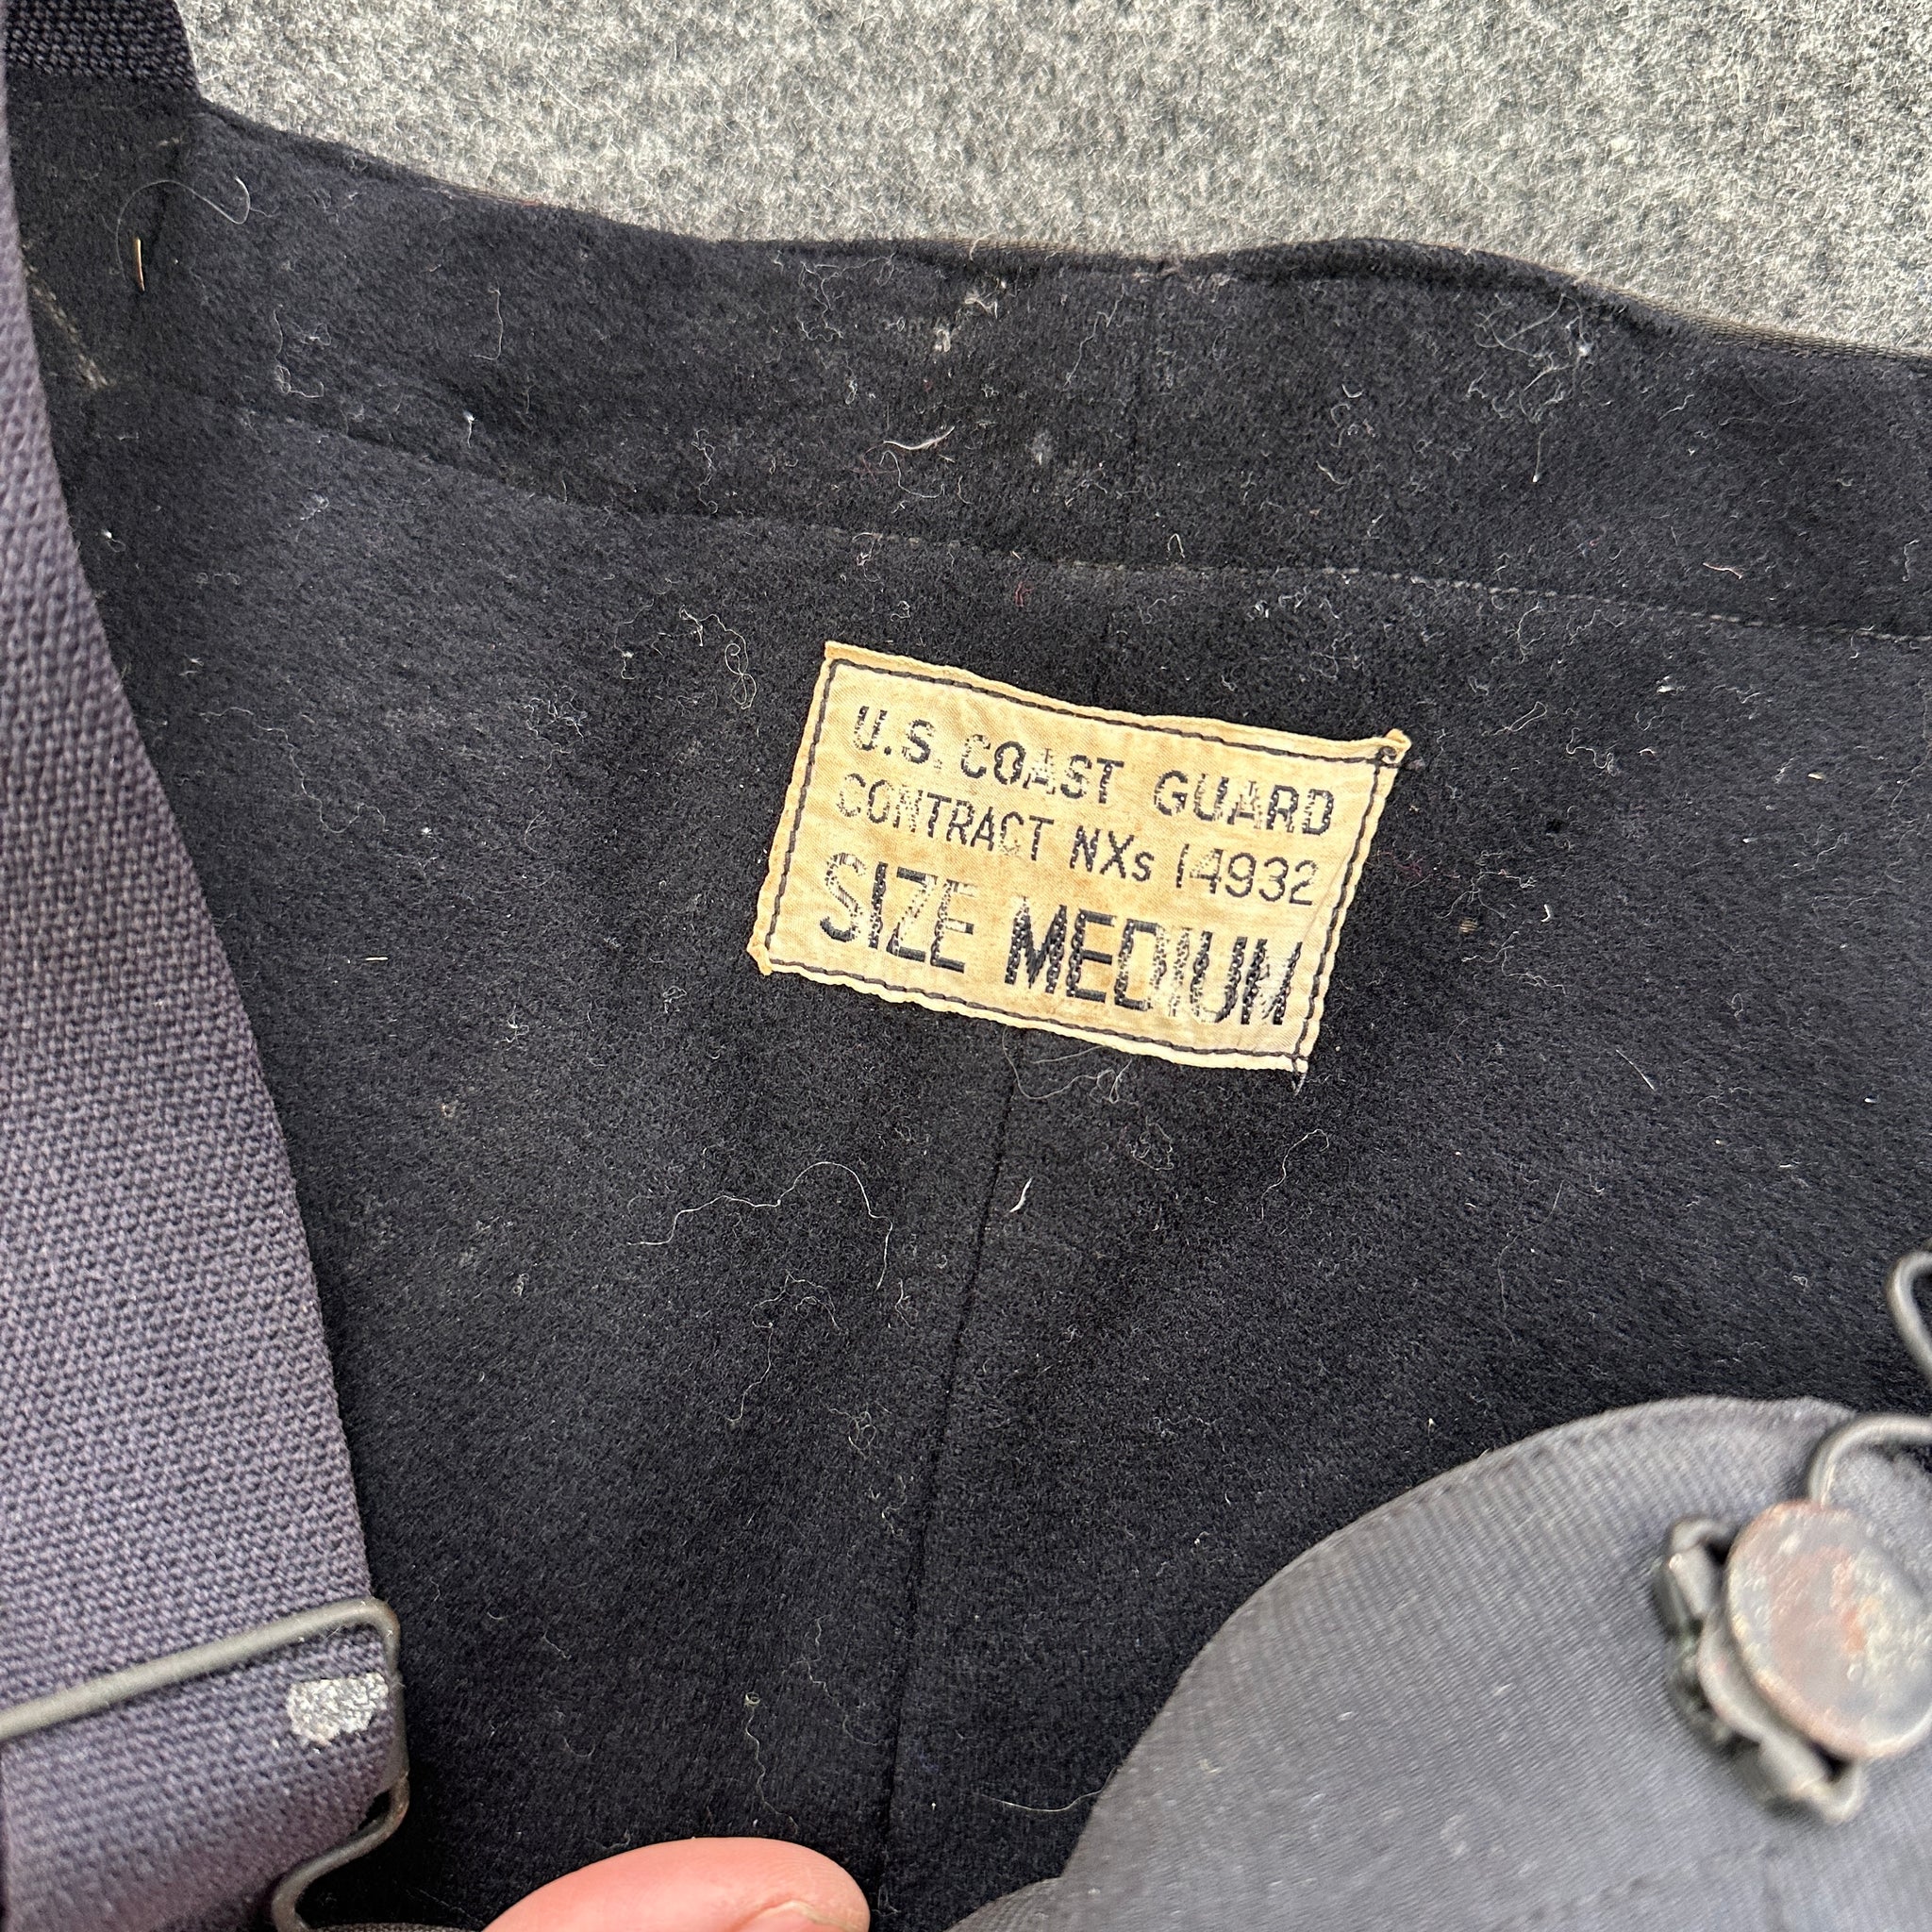 U.S. COAST GUARD
CONTRACT NXs 14932
SIZE MEDIUM